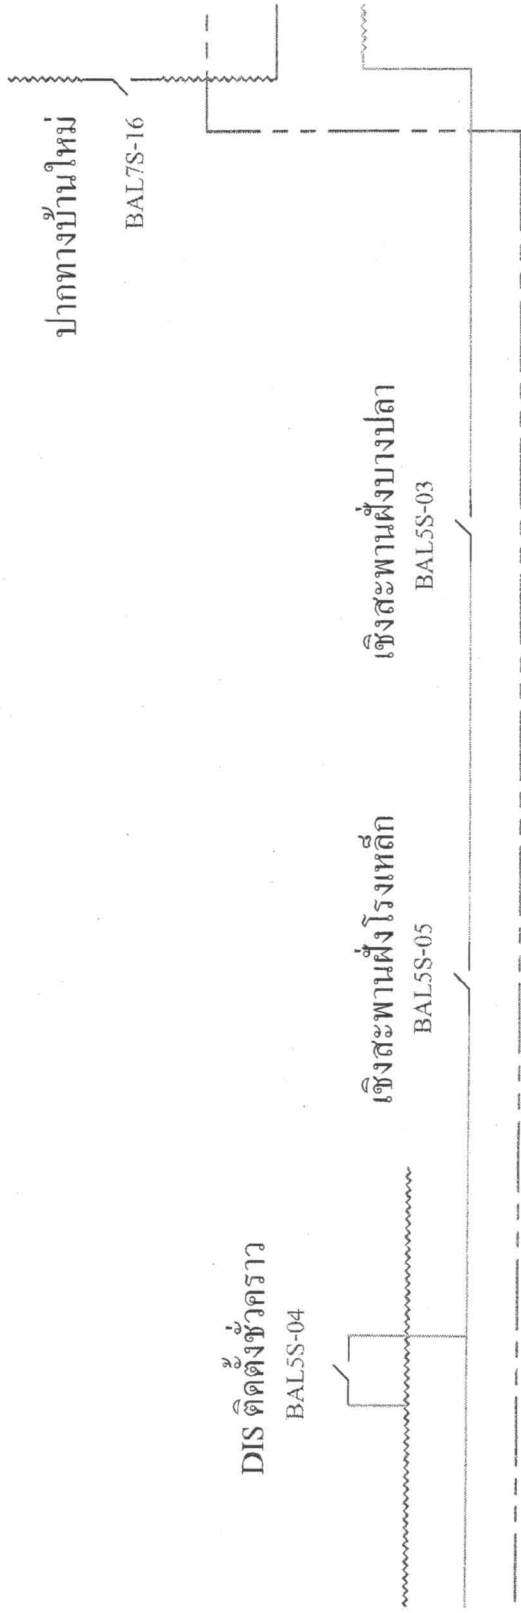 ปากทางบ้านใหม่
BAL7S-16
เชิงสะพานฝั่งบางปลา
BAL5S-03
เชิงสะพานฝั่งโรงเหล็ก
BAL5S-05
DIS ติดตั้งชั่วคราว
BAL5S-04